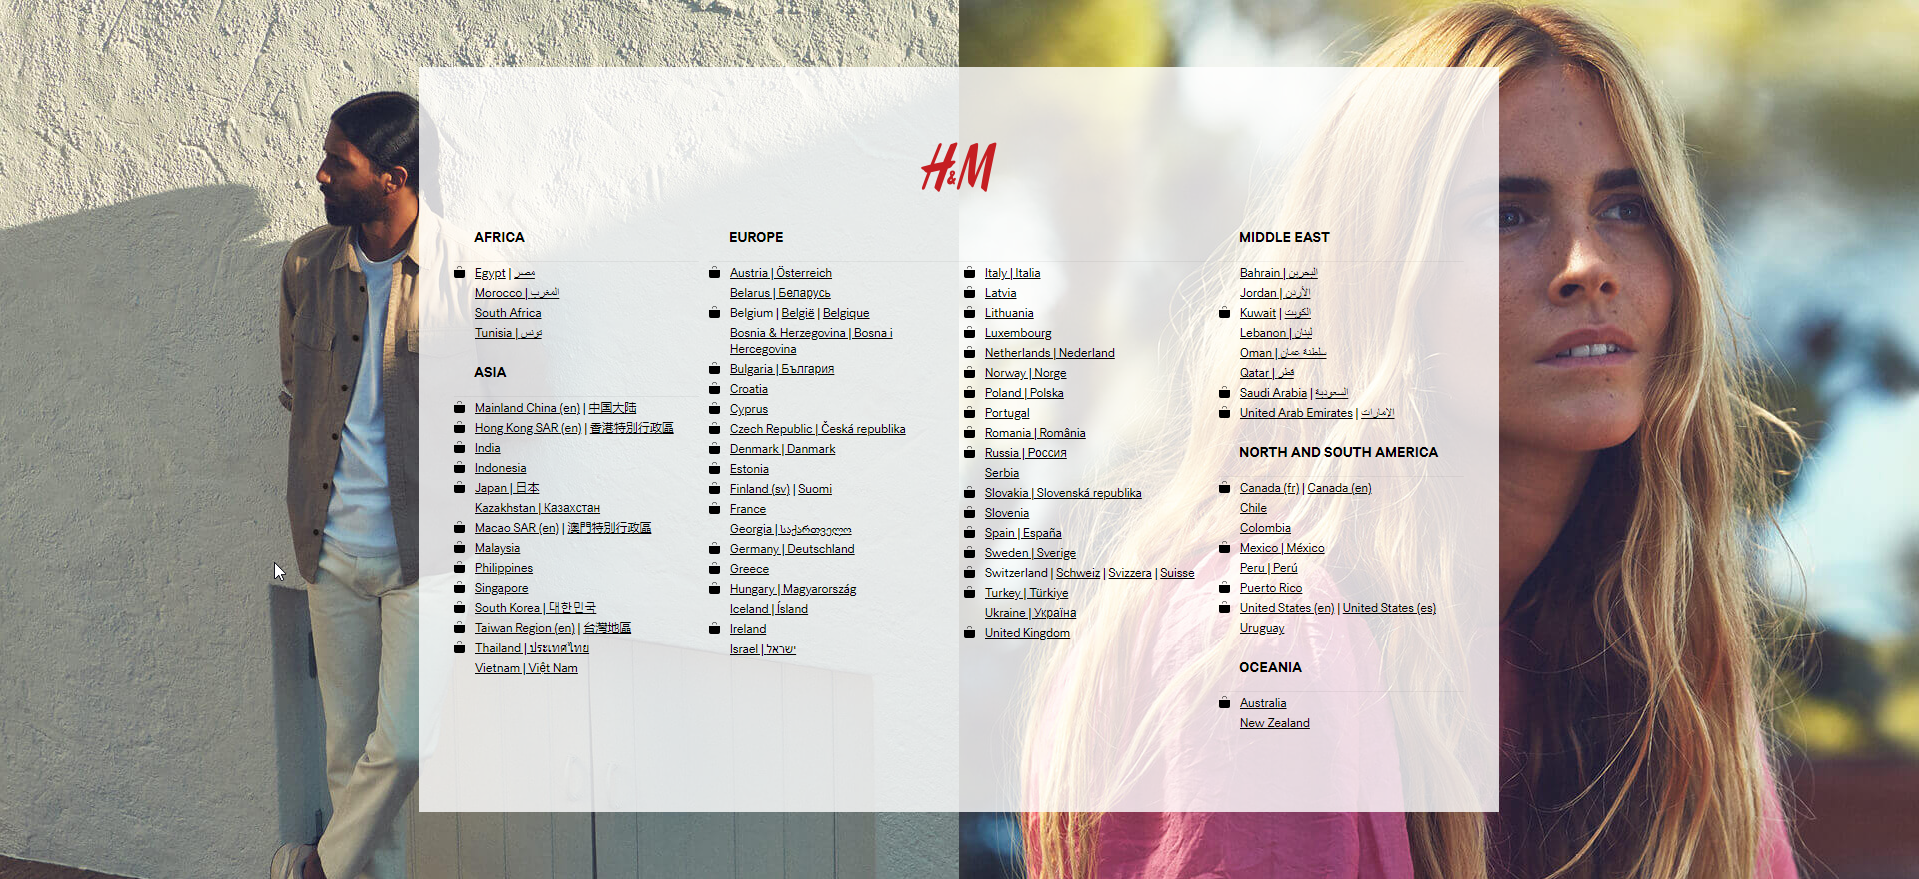 H&M
AFRICA
Egypt | مصر
Morocco | المغرب
South Africa
Tunisia | تونس
ASIA
Mainland China (en) | 中国大陆
Hong Kong SAR (en) | 香港特別行政區
India
Indonesia
Japan | 日本
Kazakhstan | Казахстан
Macao SAR (en) | 澳門特別行政區
Malaysia
Philippines
Singapore
South Korea | 대한민국
Taiwan Region (en) | 台灣地區
Thailand | ประเทศไทย
Vietnam | Việt Nam
EUROPE
Austria | Österreich
Belarus | Беларусь
Belgium | België | Belgique
Bosnia & Herzegovina | Bosna i
Hercegovina
Bulgaria | България
Croatia
Cyprus
Czech Republic | Česká republika
Denmark | Danmark
Estonia
Finland (sv) | Suomi
France
Georgia | საქართველო
Germany | Deutschland
Greece
Hungary | Magyarország
Iceland | Ísland
Ireland
Israel | ישראל
Italy | Italia
Latvia
Lithuania
Luxembourg
Netherlands | Nederland
Norway | Norge
Poland | Polska
Portugal
Romania | România
Russia | Россия
Serbia
Slovakia | Slovenská republika
Slovenia
Spain | España
Sweden | Sverige
Switzerland | Schweiz | Svizzera | Suisse
Turkey | Türkiye
Ukraine | Україна
United Kingdom
MIDDLE EAST
Bahrain | البحرين
Jordan | الأردن
Kuwait | الكويت
Lebanon | لبنان
Oman | سلطنة عمان
Qatar | قطر
Saudi Arabia | السعودية
United Arab Emirates | الإمارات
NORTH AND SOUTH AMERICA
Canada (fr) | Canada (en)
Chile
Colombia
Mexico | México
Peru | Perú
Puerto Rico
United States (en) | United States (es)
Uruguay
OCEANIA
Australia
New Zealand